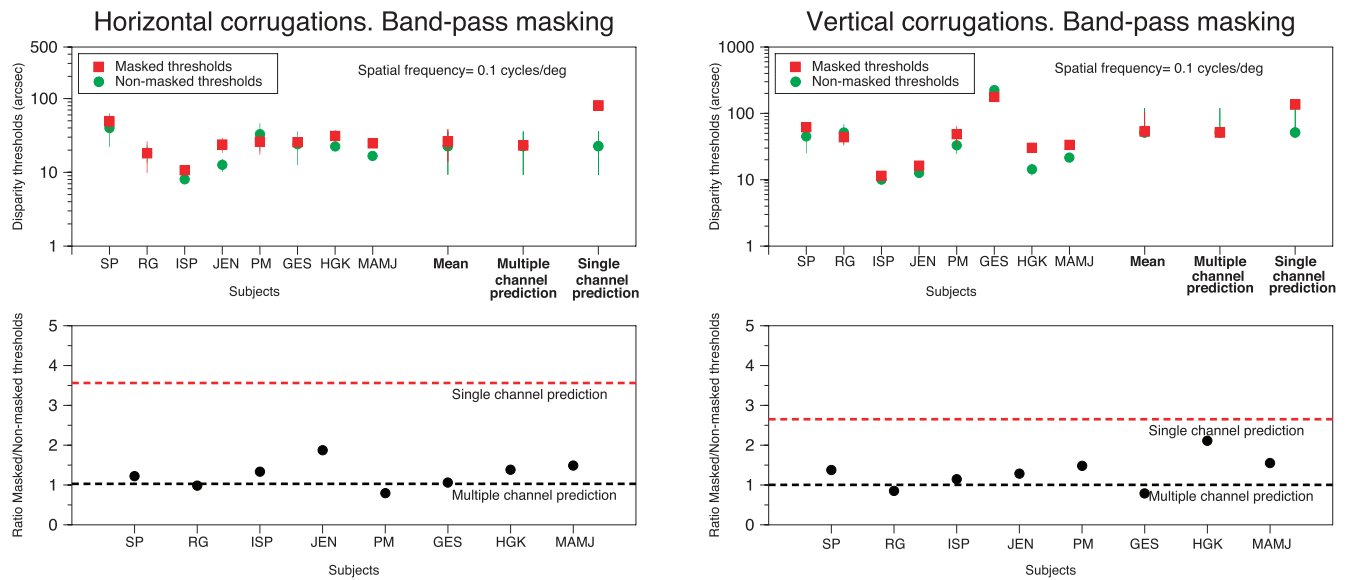 Horizontal corrugations. Band-pass masking
500
100
10
1
Disparity thresholds (arcsec)
Masked thresholds
Non-masked thresholds
Spatial frequency= 0.1 cycles/deg
SP RG ISP JEN PM GES HGK MAMJ Mean Multiple channel prediction Single channel prediction
Subjects
Vertical corrugations. Band-pass masking
1000
100
10
1
Disparity thresholds (arcsec)
Masked thresholds
Non-masked thresholds
Spatial frequency= 0.1 cycles/deg
SP RG ISP JEN PM GES HGK MAMJ Mean Multiple channel prediction Single channel prediction
Subjects
5
4
3
2
1
0
Ratio Masked/Non-masked thresholds
Single channel prediction
Multiple channel prediction
SP RG ISP JEN PM GES HGK MAMJ
Subjects
5
4
3
2
1
0
Ratio Masked/Non-masked thresholds
Single channel prediction
Multiple channel prediction
SP RG ISP JEN PM GES HGK MAMJ
Subjects